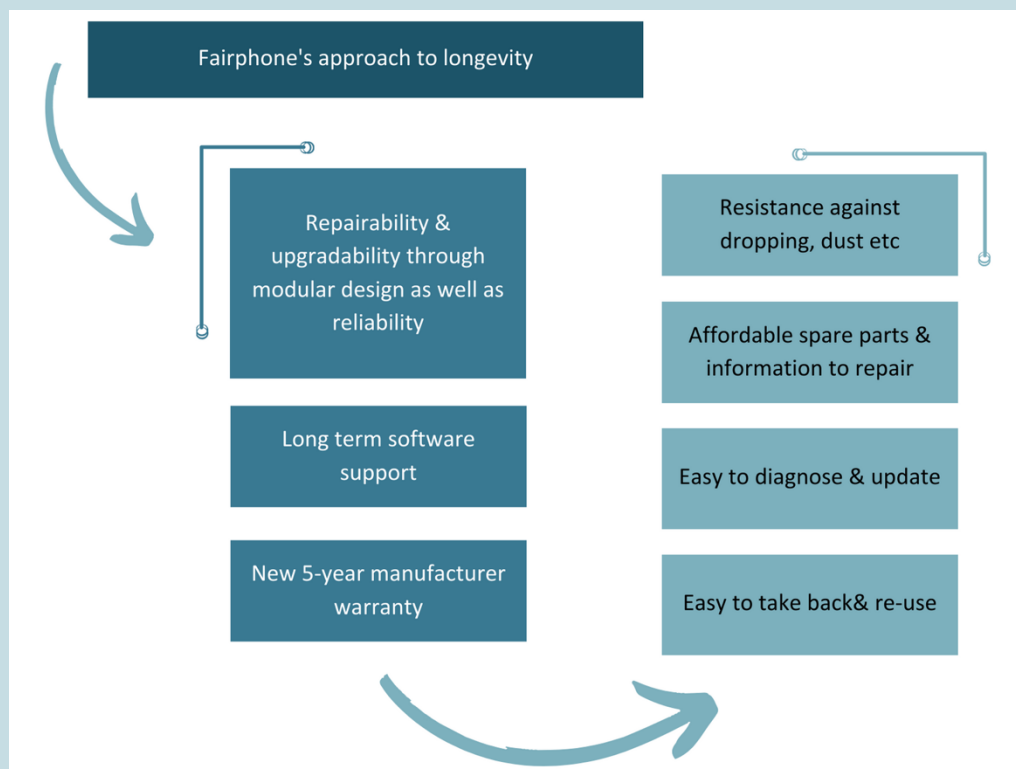 Fairphone's approach to longevity
Repairability &
upgradability through
modular design as well as
reliability
Long term software
support
New 5-year manufacturer
warranty
Resistance against
dropping, dust etc
Affordable spare parts &
information to repair
Easy to diagnose & update
Easy to take back& re-use